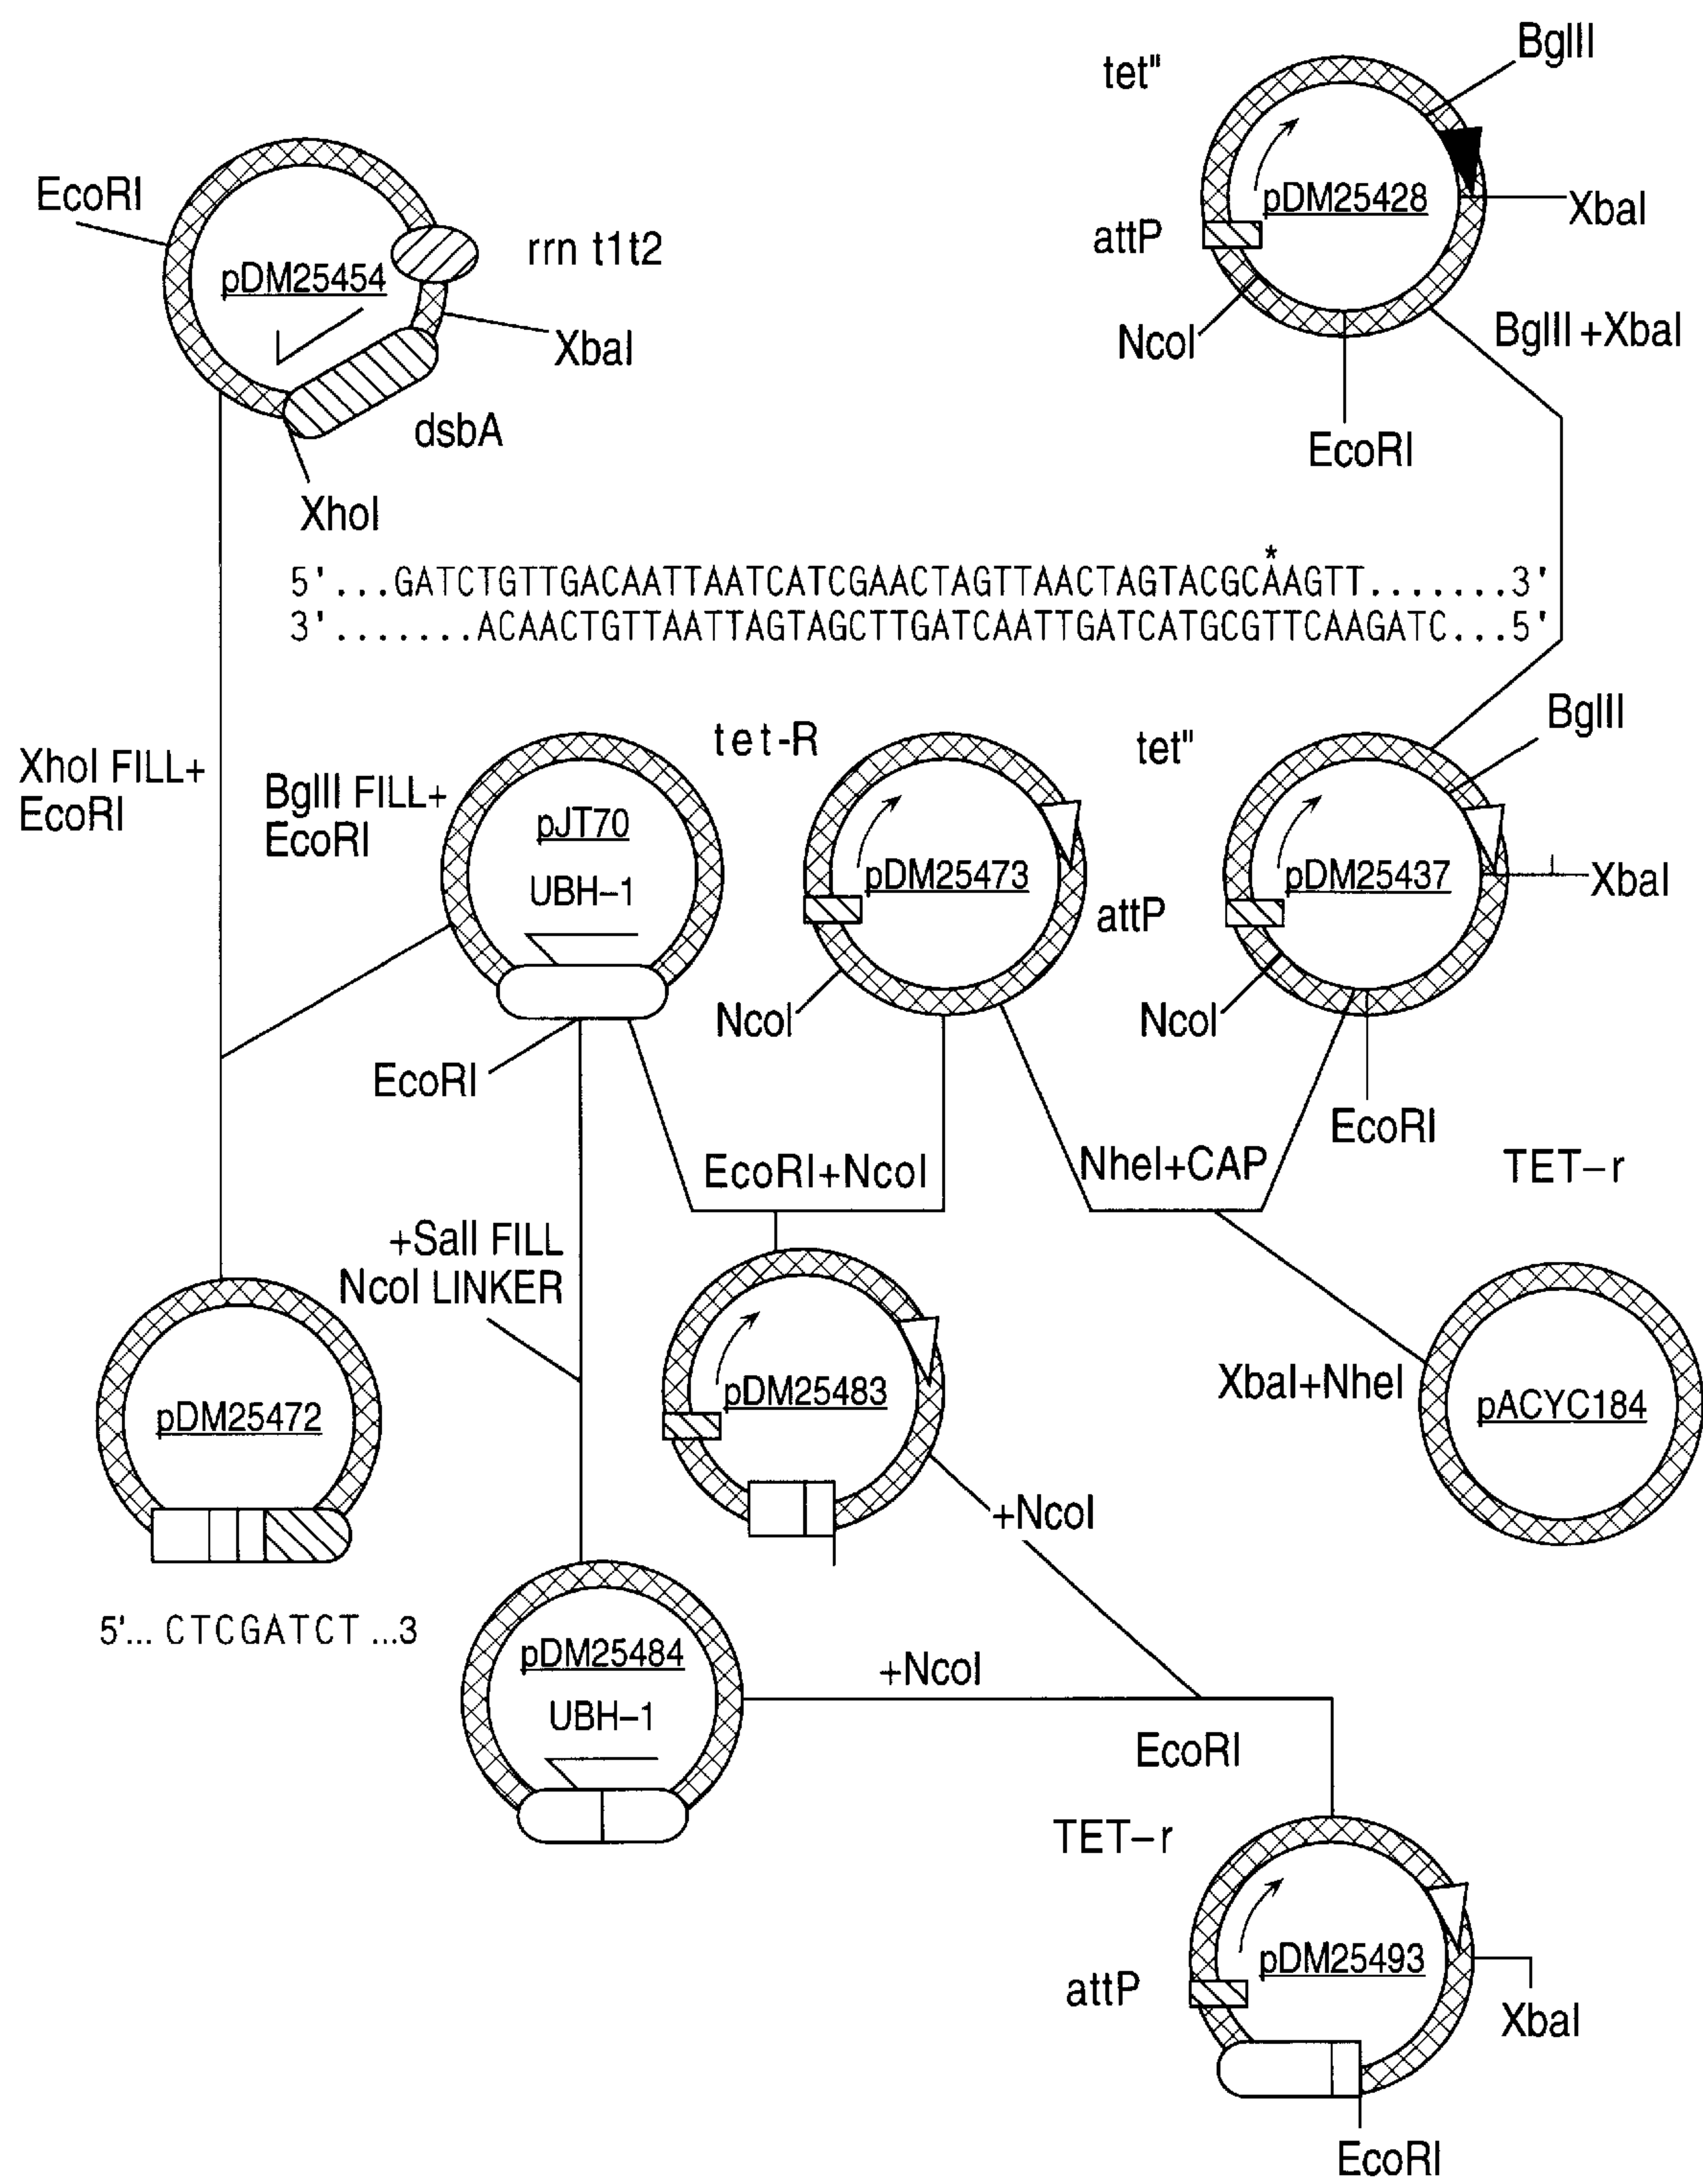 tet"
BglII
EcoRI
rrn t1t2
pDM25454
XbaI
dsbA
XhoI
pDM25428
XbaI
attP
NcoI
BglII +XbaI
EcoRI
*
5'...GATCTGTTGACAATTAATCATCGAACTAGTTAACTAGTACGCAAGTT.......3'
3'.......ACAACTGTTAATTAGTAGCTTGATCAATTGATCATGCGTTCAAGATC...5'
XhoI FILL+
EcoRI
BglII FILL+
EcoRI
pJT70
UBH-1
EcoRI
tet-R
pDM25473
NcoI
tet"
BglII
attP
pDM25437
XbaI
NcoI
EcoRI
EcoRI+NcoI
NheI+CAP
TET-r
+SalI FILL
NcoI LINKER
pDM25472
5'... CTCGATCT ...3
pDM25483
XbaI+NheI
pACYC184
+NcoI
pDM25484
UBH-1
+NcoI
EcoRI
TET-r
attP
pDM25493
XbaI
EcoRI